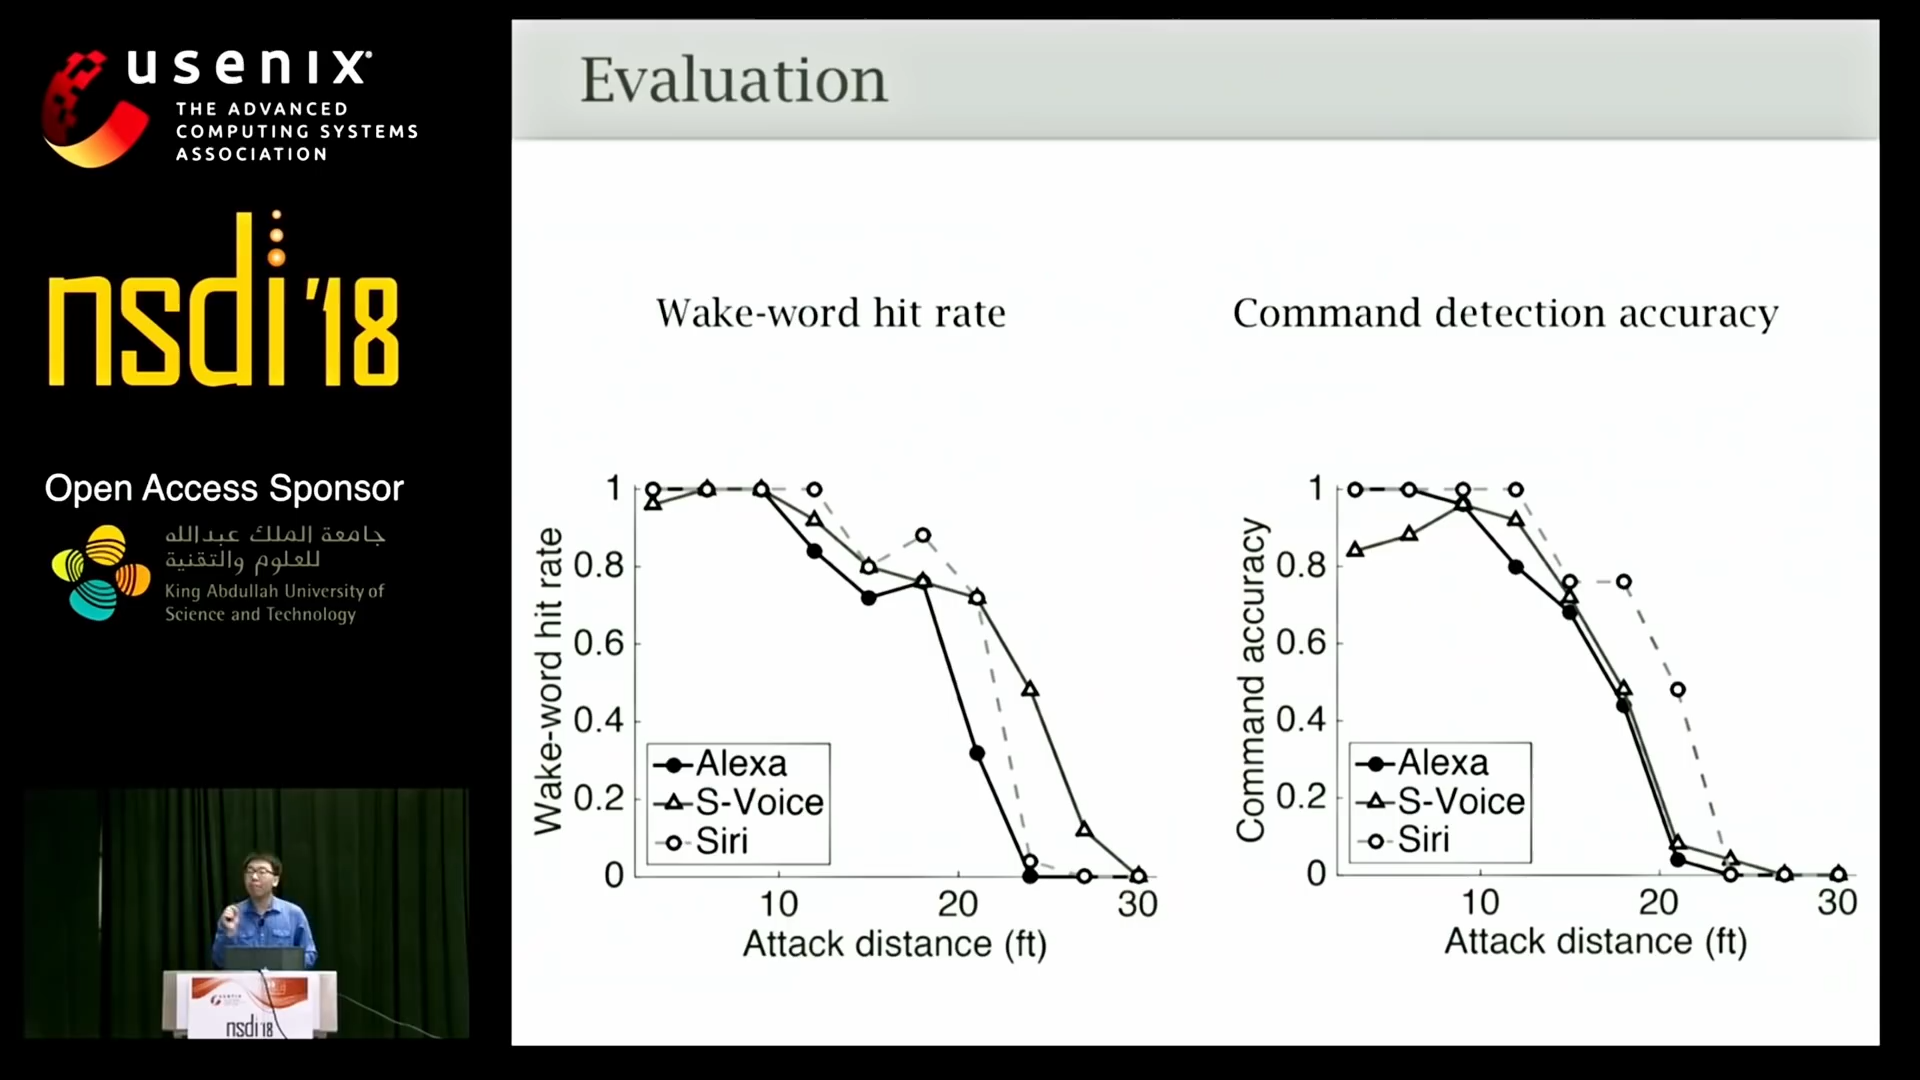 usenix
THE ADVANCED
COMPUTING SYSTEMS
ASSOCIATION
nsdi '18
Open Access Sponsor
جامعة الملك عبدالله
للعلوم والتقنية
King Abdullah University of
Science and Technology
usenix
nsdi 18
Evaluation
Wake-word hit rate
Wake-word hit rate
1
0.8
0.6
0.4
0.2
0
Alexa
S-Voice
Siri
10 20 30
Attack distance (ft)
Command detection accuracy
Command accuracy
1
0.8
0.6
0.4
0.2
0
Alexa
S-Voice
Siri
10 20 30
Attack distance (ft)